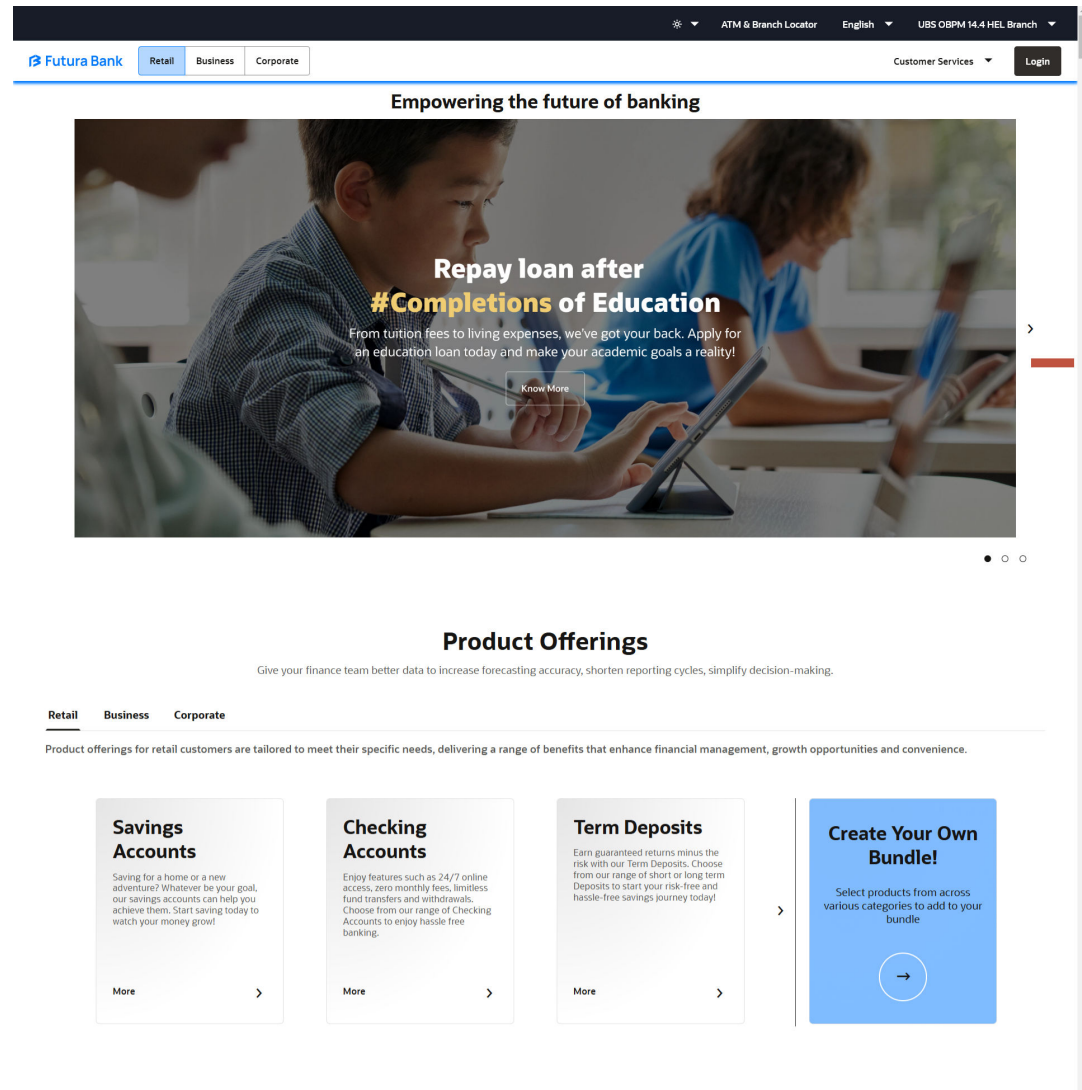 ATM & Branch Locator English UBS OBPM 14.4 HEL Branch
Futura Bank Retail Business Corporate Customer Services Login
Empowering the future of banking
Repay loan after
#Completions of Education
From tuition fees to living expenses, we've got your back. Apply for
an education loan today and make your academic goals a reality!
Know More
Product Offerings
Give your finance team better data to increase forecasting accuracy, shorten reporting cycles, simplify decision-making.
Retail Business Corporate
Product offerings for retail customers are tailored to meet their specific needs, delivering a range of benefits that enhance financial management, growth opportunities and convenience.
Savings
Accounts
Saving for a home or a new
adventure? Whatever be your goal,
our savings accounts can help you
achieve them. Start saving today to
watch your money grow!
More
Checking
Accounts
Enjoy features such as 24/7 online
access, zero monthly fees, limitless
fund transfers and withdrawals.
Choose from our range of Checking
Accounts to enjoy hassle free
banking.
More
Term Deposits
Earn guaranteed returns minus the
risk with our Term Deposits. Choose
from our range of short or long term
Deposits to start your risk-free and
hassle-free savings journey today!
More
Create Your Own
Bundle!
Select products from across
various categories to add to your
bundle